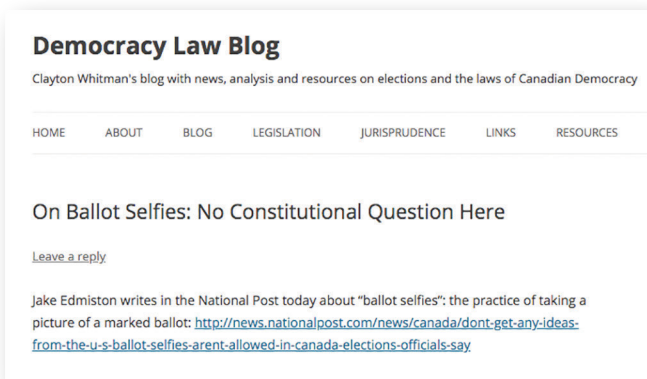 Democracy Law Blog
Clayton Whitman's blog with news, analysis and resources on elections and the laws of Canadian Democracy
HOME ABOUT BLOG LEGISLATION JURISPRUDENCE LINKS RESOURCES
On Ballot Selfies: No Constitutional Question Here
Leave a reply
Jake Edmiston writes in the National Post today about “ballot selfies”: the practice of taking a
picture of a marked ballot: http://news.nationalpost.com/news/canada/dont-get-any-ideas-
from-the-u-s-ballot-selfies-arent-allowed-in-canada-elections-officials-say